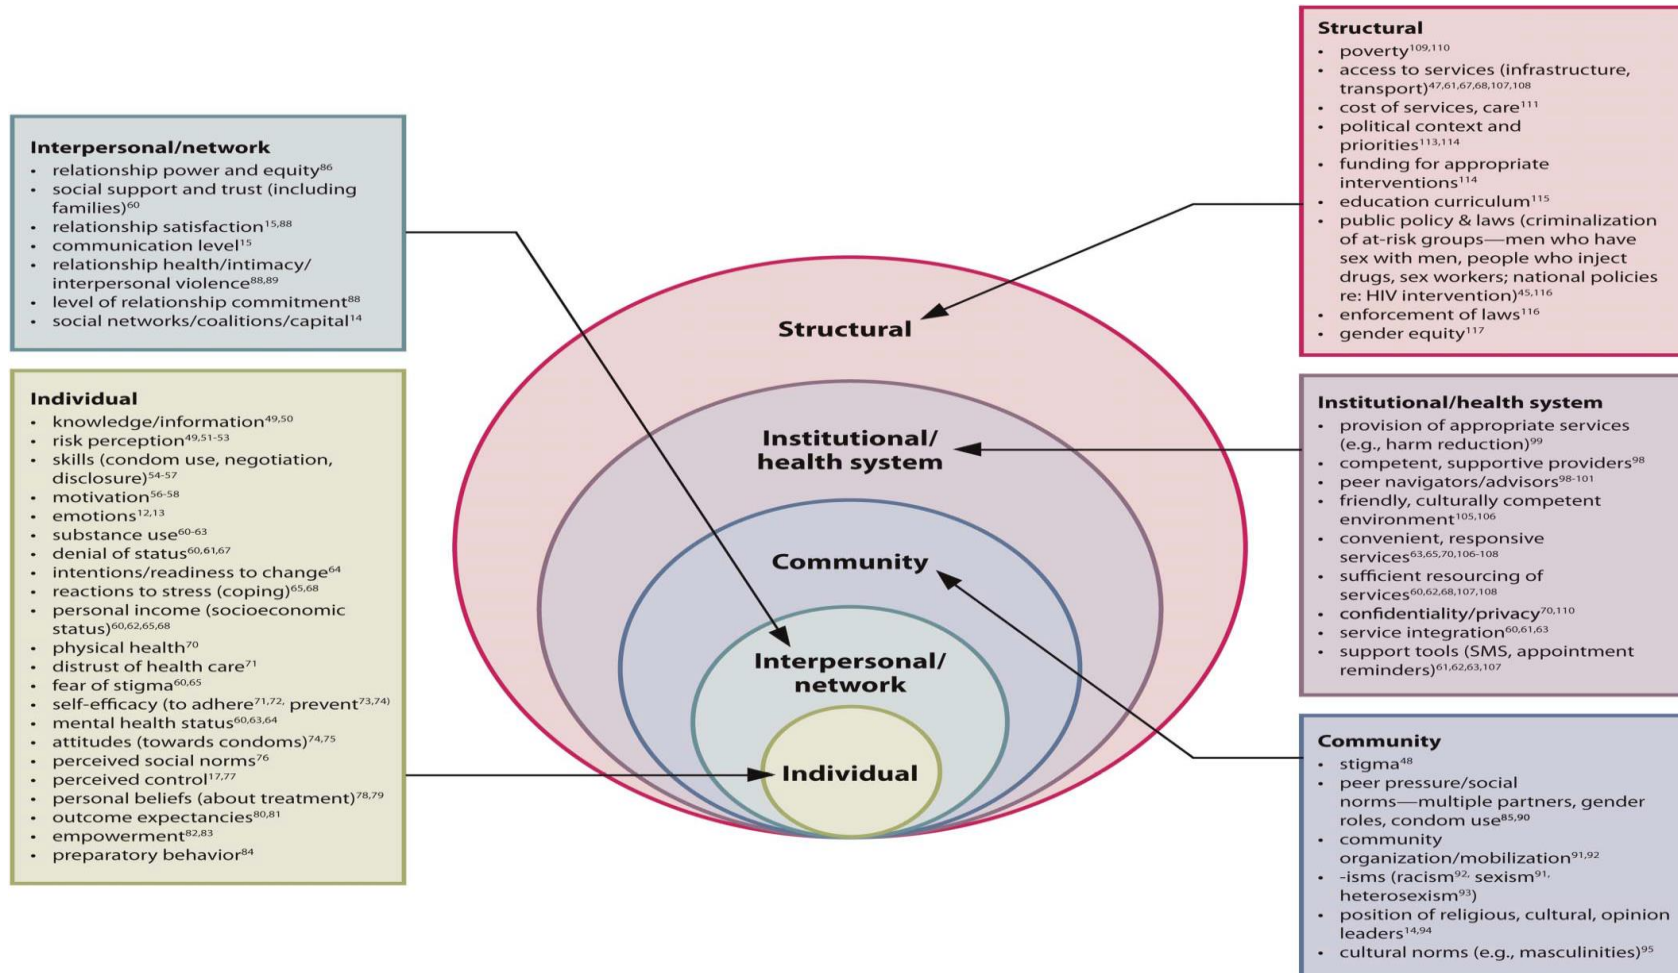 Interpersonal/network
• relationship power and equity86
• social support and trust (including
families)60
• relationship satisfaction15,88
• communication level15
• relationship health/intimacy/
interpersonal violence88,89
• level of relationship commitment88
• social networks/coalitions/capital14
Individual
• knowledge/information49,50
• risk perception49,51-53
• skills (condom use, negotiation,
disclosure)54-57
• motivation56-58
• emotions12,13
• substance use60-63
• denial of status60,61,67
• intentions/readiness to change64
• reactions to stress (coping)65,68
• personal income (socioeconomic
status)60,62,65,68
• physical health70
• distrust of health care71
• fear of stigma60,65
• self-efficacy (to adhere71,72, prevent73,74)
• mental health status60,63,64
• attitudes (towards condoms)74,75
• perceived social norms76
• perceived control17,77
• personal beliefs (about treatment)78,79
• outcome expectancies80,81
• empowerment82,83
• preparatory behavior84
Structural
Institutional/
health system
Community
Interpersonal/
network
Individual
Structural
• poverty109,110
• access to services (infrastructure,
transport)47,61,67,68,107,108
• cost of services, care111
• political context and
priorities113,114
• funding for appropriate
interventions114
• education curriculum115
• public policy & laws (criminalization
of at-risk groups—men who have
sex with men, people who inject
drugs, sex workers; national policies
re: HIV intervention)45,116
• enforcement of laws116
• gender equity117
Institutional/health system
• provision of appropriate services
(e.g., harm reduction)99
• competent, supportive providers98
• peer navigators/advisors98-101
• friendly, culturally competent
environment105,106
• convenient, responsive
services63,65,70,106-108
• sufficient resourcing of
services60,62,68,107,108
• confidentiality/privacy70,110
• service integration60,61,63
• support tools (SMS, appointment
reminders)61,62,63,107
Community
• stigma48
• peer pressure/social
norms—multiple partners, gender
roles, condom use85,90
• community
organization/mobilization91,92
• -isms (racism92, sexism91,
heterosexism93)
• position of religious, cultural, opinion
leaders14,94
• cultural norms (e.g., masculinities)95